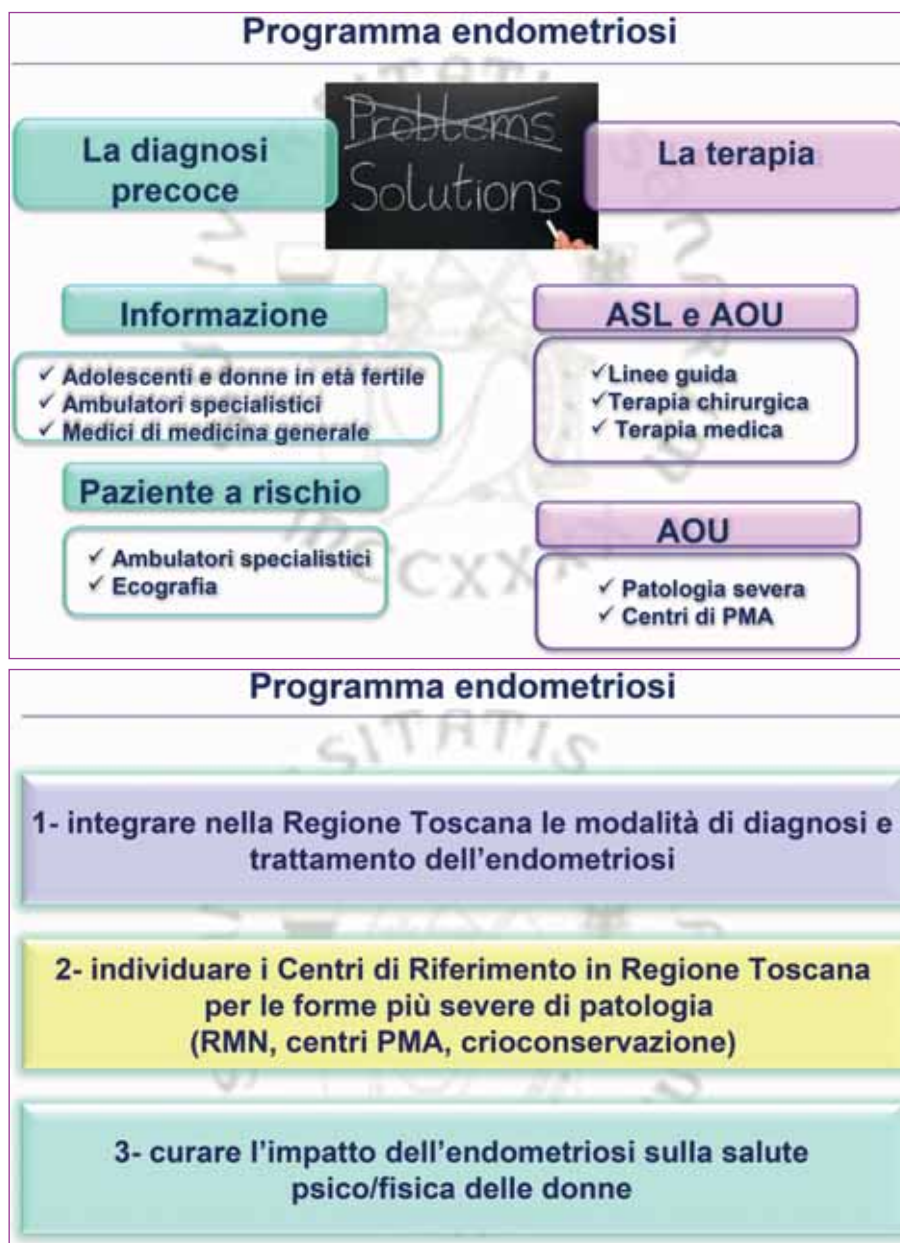 Programma endometriosi
La diagnosi
precoce
Problems
Solutions
La terapia
Informazione
✓ Adolescenti e donne in età fertile
✓ Ambulatori specialistici
✓ Medici di medicina generale
Paziente a rischio
✓ Ambulatori specialistici
✓ Ecografia
ASL e AOU
✓Linee guida
✓Terapia chirurgica
✓ Terapia medica
AOU
✓ Patologia severa
✓ Centri di PMA
Programma endometriosi
SITATIS
1- integrare nella Regione Toscana le modalità di diagnosi e
trattamento dell'endometriosi
2- individuare i Centri di Riferimento in Regione Toscana
per le forme più severe di patologia
(RMN, centri PMA, crioconservazione)
3- curare l'impatto dell'endometriosi sulla salute
psico/fisica delle donne